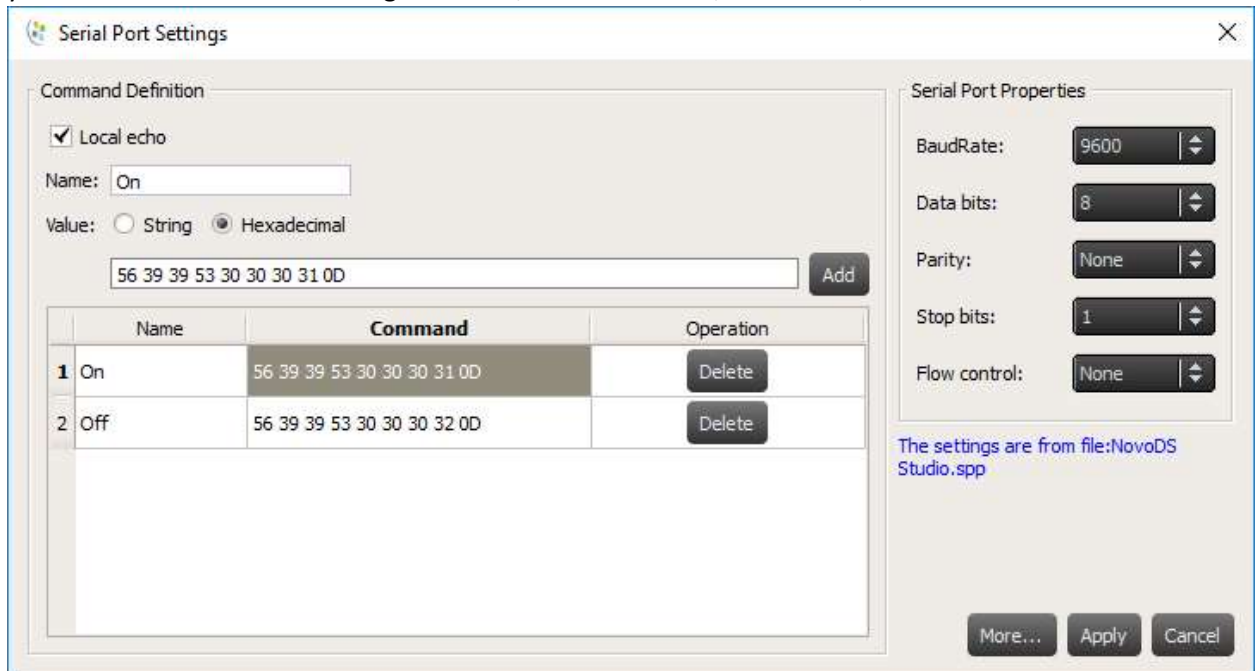 Serial Port Settings
Command Definition
Local echo
Name: On
Value: String Hexadecimal
56 39 39 53 30 30 30 31 0D Add
Name Command Operation
1 On 56 39 39 53 30 30 30 31 0D Delete
2 Off 56 39 39 53 30 30 30 32 0D Delete
Serial Port Properties
BaudRate: 9600
Data bits: 8
Parity: None
Stop bits: 1
Flow control: None
The settings are from file:NovoDS
Studio.spp
More... Apply Cancel